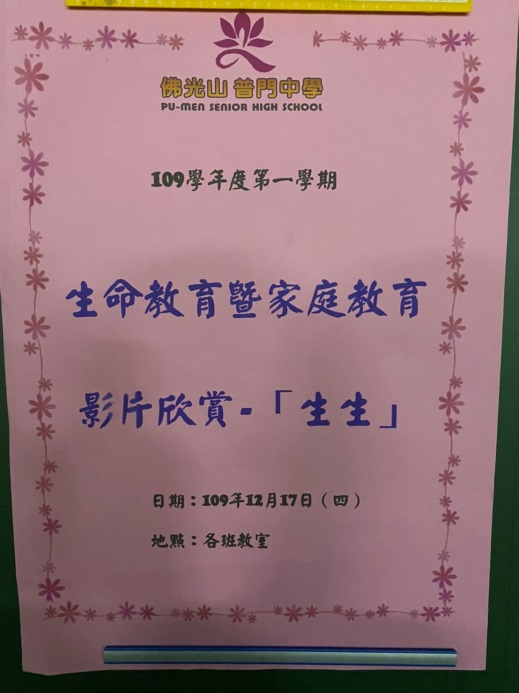 佛光山 普門中學
PU-MEN SENIOR HIGH SCHOOL
109學年度第一學期
生命教育暨家庭教育
影片欣賞-「生生」
日期：109年12月17日（四）
地點：各班教室